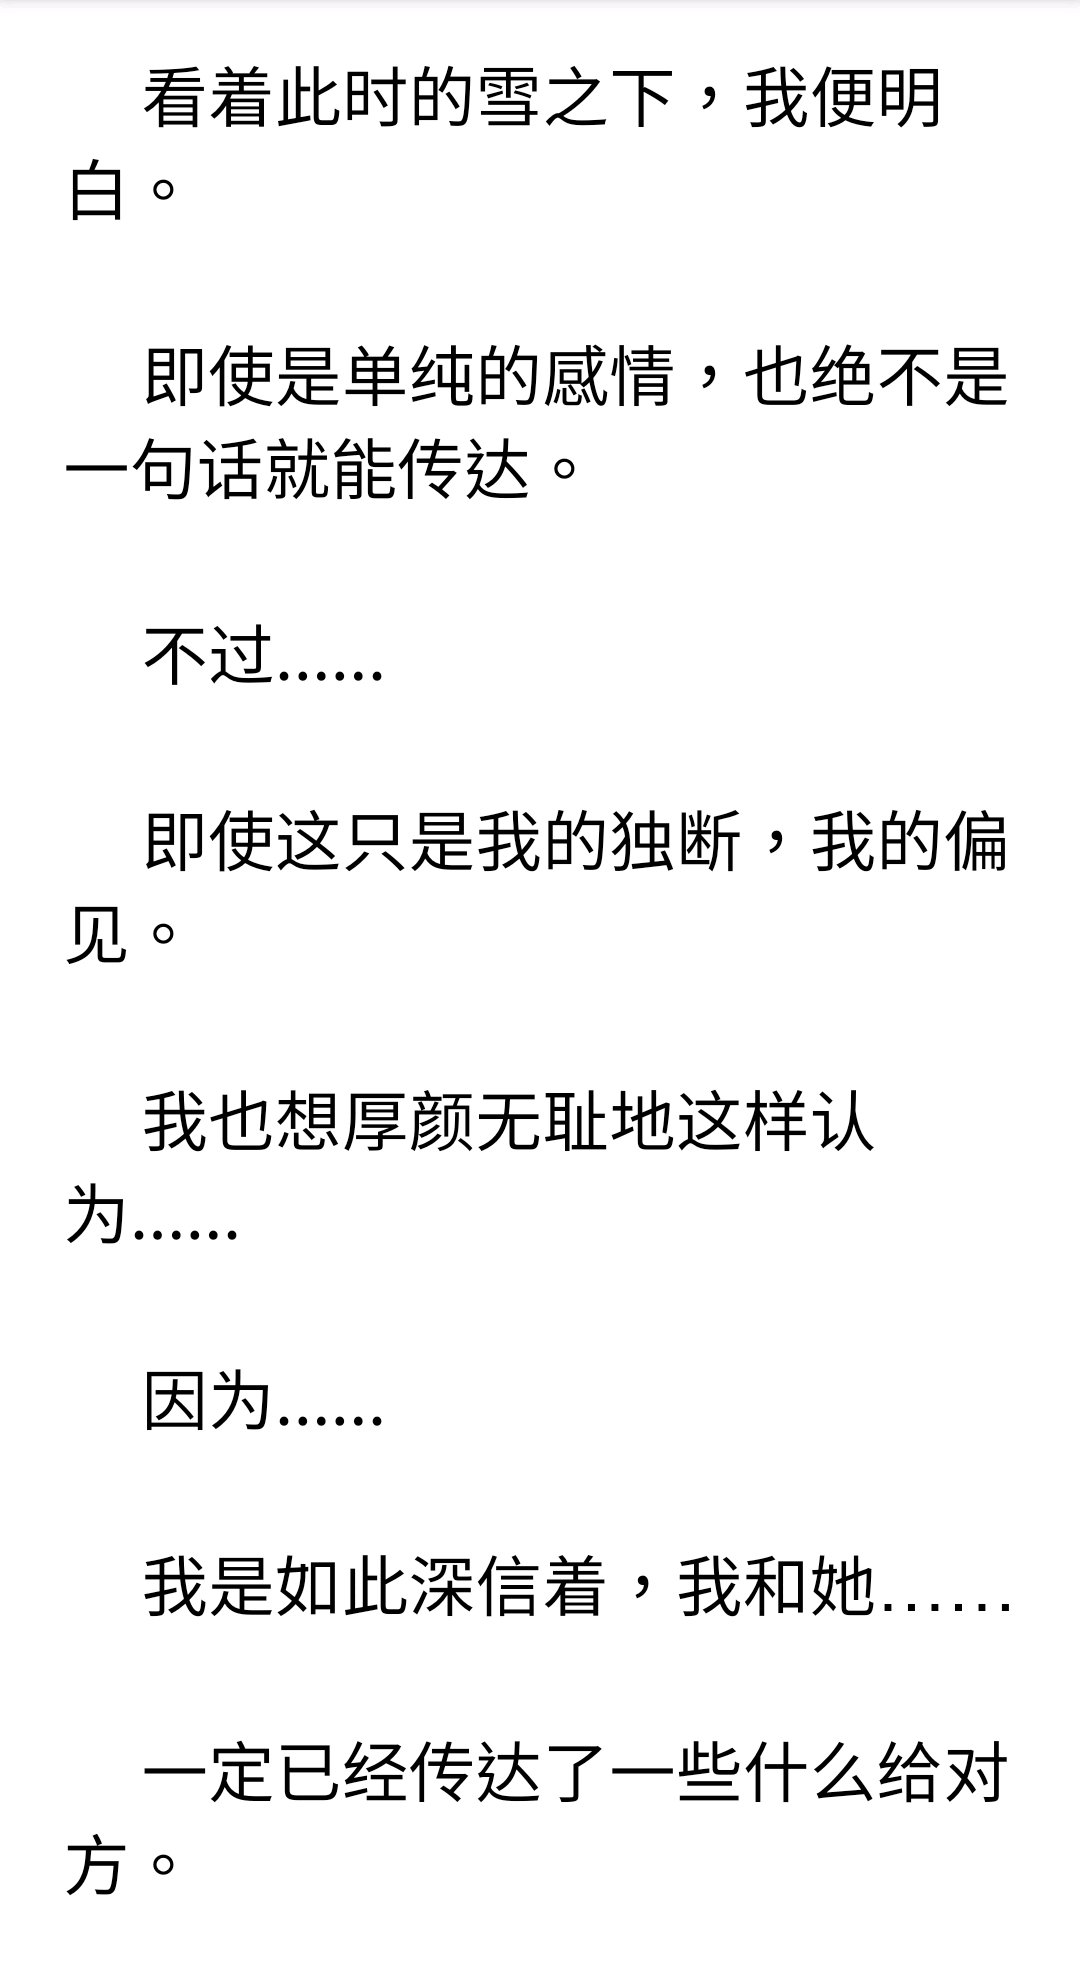 看着此时的雪之下，我便明
白。
即使是单纯的感情，也绝不是
一句话就能传达。
不过……
即使这只是我的独断，我的偏
见。
我也想厚颜无耻地这样认
为……
因为……
我是如此深信着，我和她……
一定已经传达了一些什么给对
方。